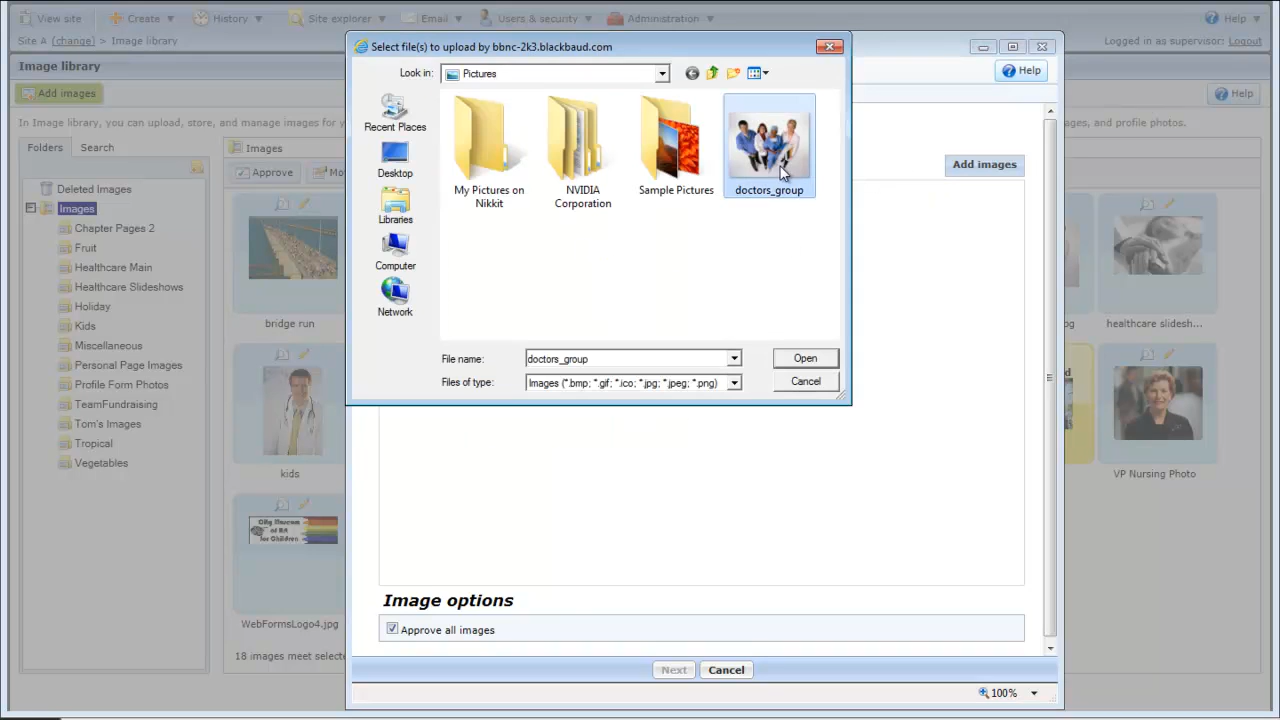 View site
Create
History
Site explorer
Email
Users & security
Administration
Help
Site A (change) > Image library
Logged in as supervisor: Logout
Image library
Add images
Help
In Image library, you can upload, store, and manage images for
ages, and profile photos.
Folders
Search
Deleted Images
Images
Chapter Pages 2
Fruit
Healthcare Main
Healthcare Slideshows
Holiday
Kids
Miscellaneous
Personal Page Images
Profile Form Photos
TeamFundraising
Tom's Images
Tropical
Vegetables
Images
Approve
bridge run
kids
WebFormsLogo4.jpg
18 images meet
healthcare slidesh...
VP Nursing Photo
Select file(s) to upload by bbnc-2k3.blackbaud.com
Look in:
Pictures
Recent Places
Desktop
Libraries
Computer
Network
My Pictures on
Nikkit
NVIDIA
Corporation
Sample Pictures
doctors_group
File name:
doctors_group
Open
Files of type:
Images (*.bmp; *.gif; *.ico; *.jpg; *.jpeg; *.png)
Cancel
Help
Add images
Image options
Approve all images
Next
Cancel
100%